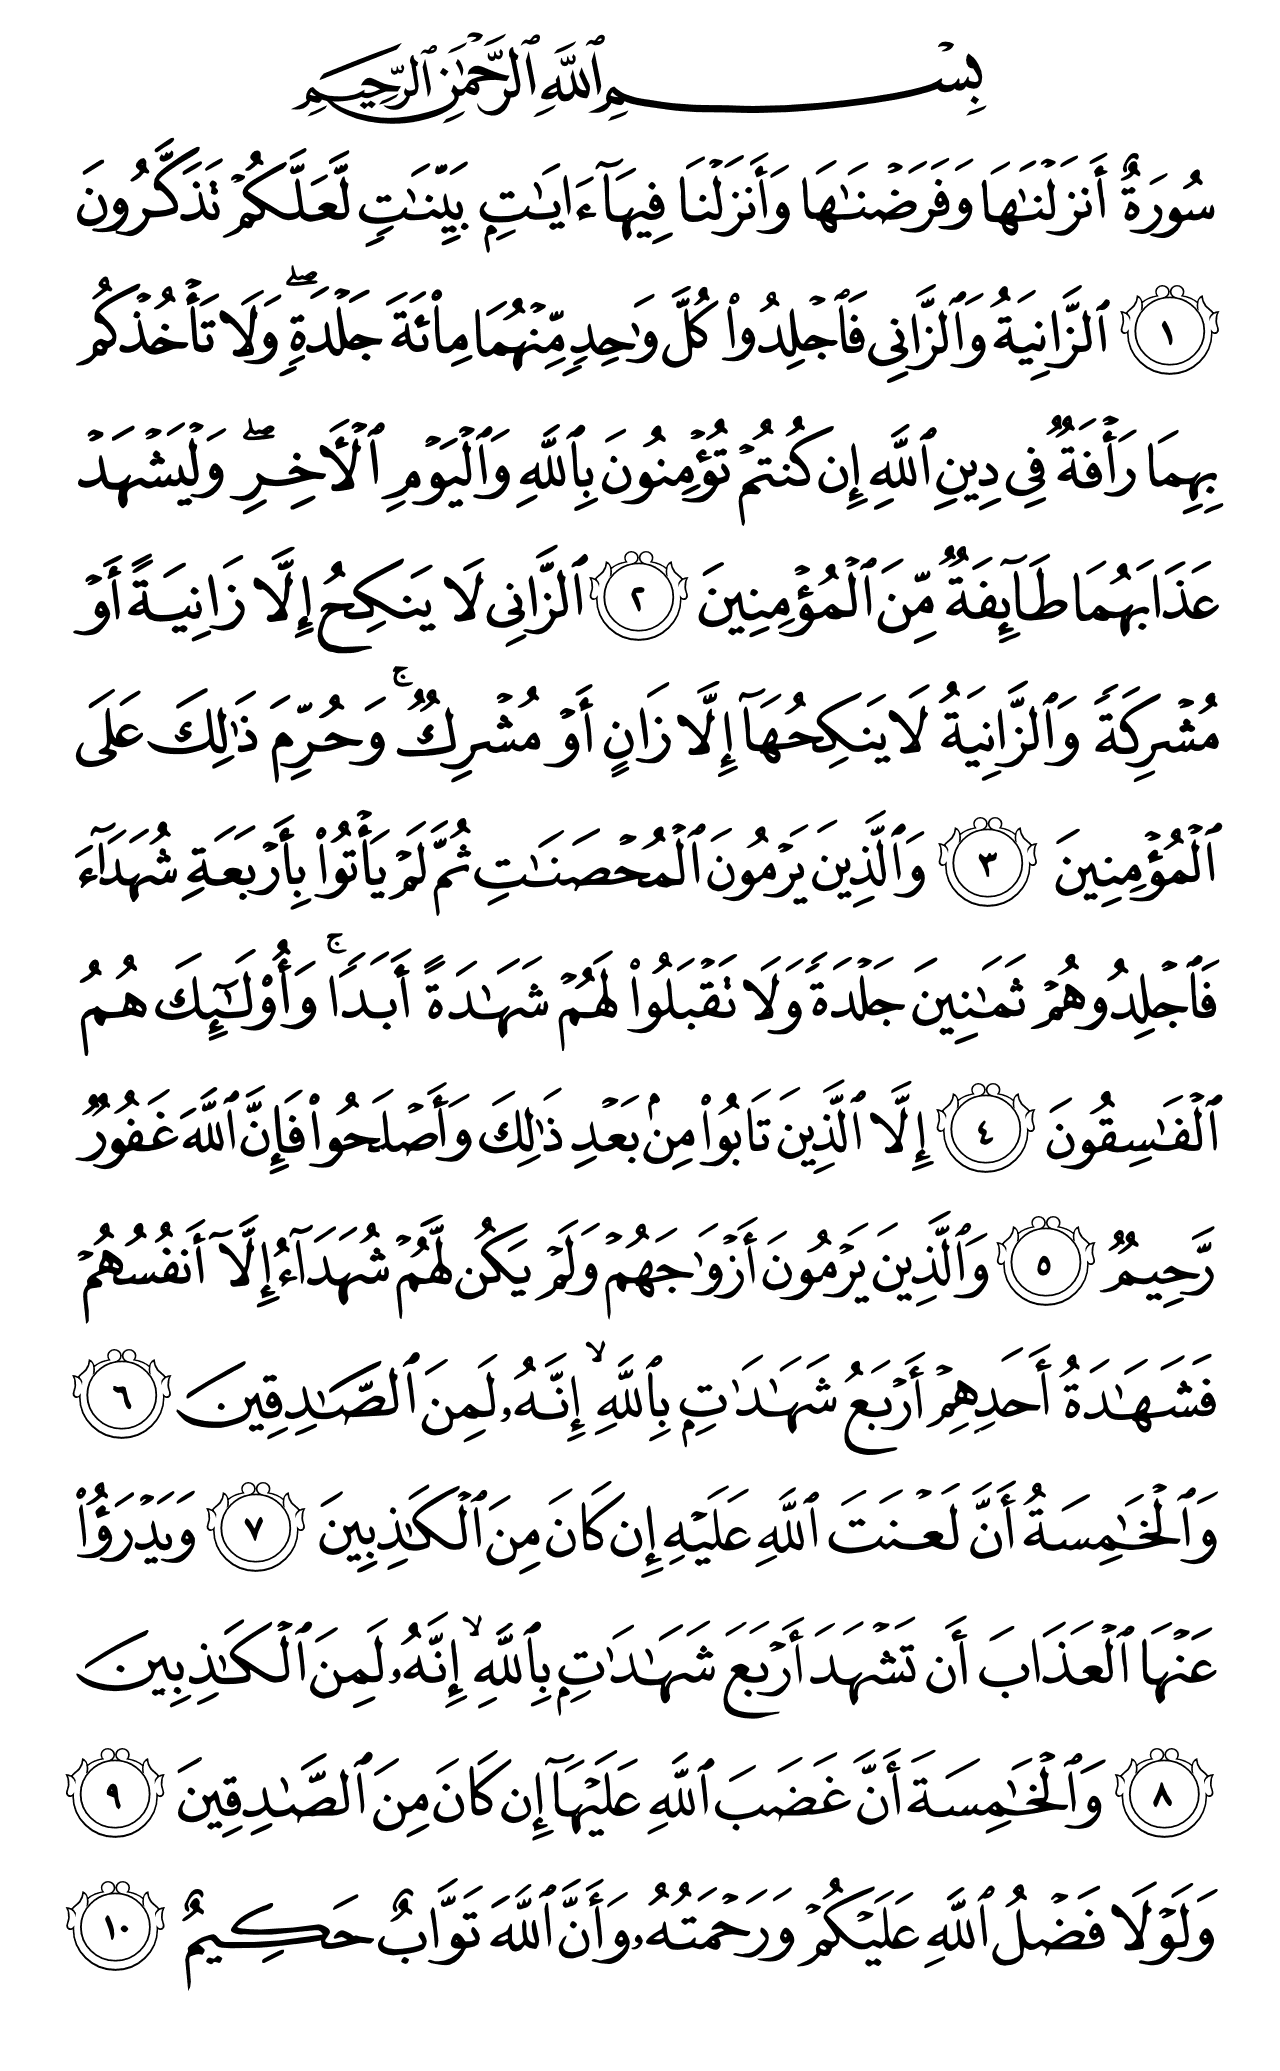 بِسْمِ ٱللَّهِ ٱلرَّحْمَٰنِ ٱلرَّحِيمِ
سُورَةٌ أَنزَلْنَٰهَا وَفَرَضْنَٰهَا وَأَنزَلْنَا فِيهَآ ءَايَٰتٍۭ بَيِّنَٰتٍ لَّعَلَّكُمْ تَذَكَّرُونَ
١ ٱلزَّانِيَةُ وَٱلزَّانِى فَٱجْلِدُوا۟ كُلَّ وَٰحِدٍ مِّنْهُمَا مِا۟ئَةَ جَلْدَةٍ ۖ وَلَا تَأْخُذْكُم
بِهِمَا رَأْفَةٌ فِى دِينِ ٱللَّهِ إِن كُنتُمْ تُؤْمِنُونَ بِٱللَّهِ وَٱلْيَوْمِ ٱلْءَاخِرِ ۖ وَلْيَشْهَدْ
عَذَابَهُمَا طَآئِفَةٌ مِّنَ ٱلْمُؤْمِنِينَ ٢ ٱلزَّانِى لَا يَنكِحُ إِلَّا زَانِيَةً أَوْ
مُشْرِكَةً وَٱلزَّانِيَةُ لَا يَنكِحُهَآ إِلَّا زَانٍ أَوْ مُشْرِكٌ ۚ وَحُرِّمَ ذَٰلِكَ عَلَى
ٱلْمُؤْمِنِينَ ٣ وَٱلَّذِينَ يَرْمُونَ ٱلْمُحْصَنَٰتِ ثُمَّ لَمْ يَأْتُوا۟ بِأَرْبَعَةِ شُهَدَآءَ
فَٱجْلِدُوهُمْ ثَمَٰنِينَ جَلْدَةً وَلَا تَقْبَلُوا۟ لَهُمْ شَهَٰدَةً أَبَدًا ۚ وَأُو۟لَٰٓئِكَ هُمُ
ٱلْفَٰسِقُونَ ٤ إِلَّا ٱلَّذِينَ تَابُوا۟ مِنۢ بَعْدِ ذَٰلِكَ وَأَصْلَحُوا۟ فَإِنَّ ٱللَّهَ غَفُورٌ
رَّحِيمٌ ٥ وَٱلَّذِينَ يَرْمُونَ أَزْوَٰجَهُمْ وَلَمْ يَكُن لَّهُمْ شُهَدَآءُ إِلَّآ أَنفُسُهُمْ
فَشَهَٰدَةُ أَحَدِهِمْ أَرْبَعُ شَهَٰدَٰتٍۭ بِٱللَّهِ ۙ إِنَّهُۥ لَمِنَ ٱلصَّٰدِقِينَ ٦
وَٱلْخَٰمِسَةُ أَنَّ لَعْنَتَ ٱللَّهِ عَلَيْهِ إِن كَانَ مِنَ ٱلْكَٰذِبِينَ ٧ وَيَدْرَؤُا۟
عَنْهَا ٱلْعَذَابَ أَن تَشْهَدَ أَرْبَعَ شَهَٰدَٰتٍۭ بِٱللَّهِ ۙ إِنَّهُۥ لَمِنَ ٱلْكَٰذِبِينَ
٨ وَٱلْخَٰمِسَةَ أَنَّ غَضَبَ ٱللَّهِ عَلَيْهَآ إِن كَانَ مِنَ ٱلصَّٰدِقِينَ ٩
وَلَوْلَا فَضْلُ ٱللَّهِ عَلَيْكُمْ وَرَحْمَتُهُۥ وَأَنَّ ٱللَّهَ تَوَّابٌ حَكِيمٌ ١٠